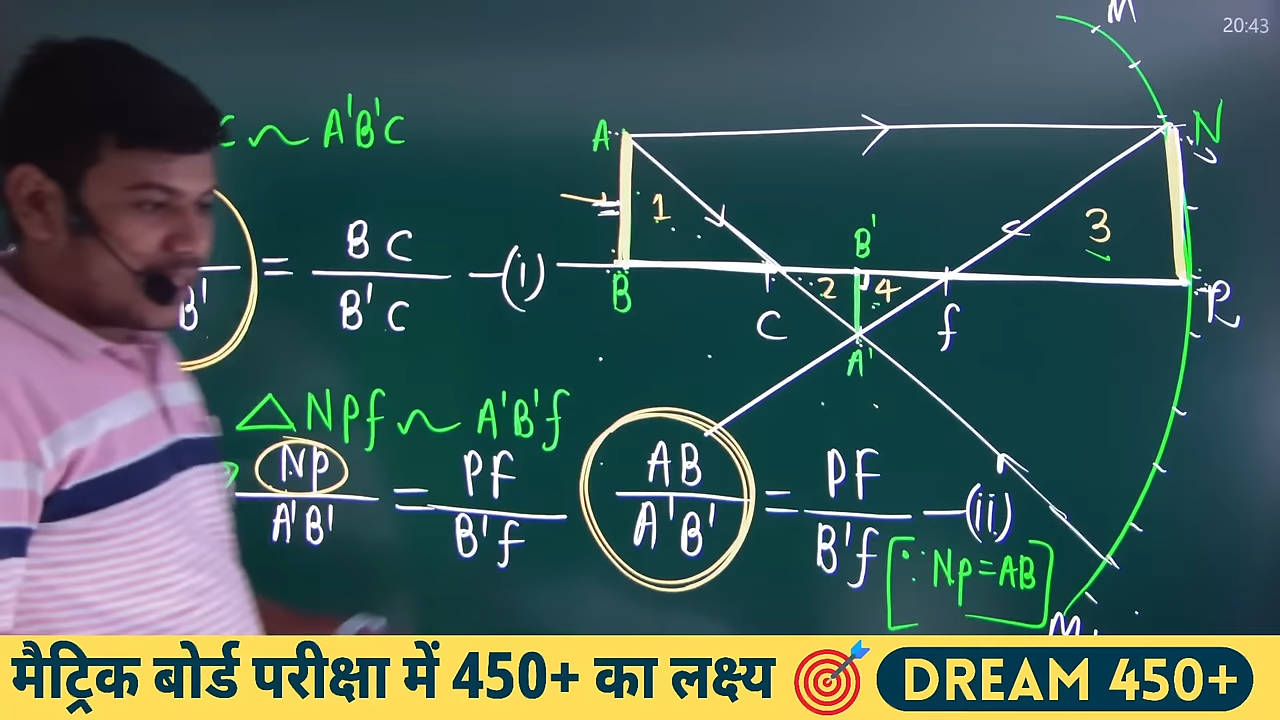 M
20:43
C ~ A'B'C
A
N
1
3
B C
B'
= — (i)
B' C
B'
B
2
4
C
f
P
A'
△NPf ~ A'B'f
NP PF AB PF
= = — (ii)
A'B' B'f A'B' B'f
[∵ NP=AB]
M'
मैट्रिक बोर्ड परीक्षा में 450+ का लक्ष्य
DREAM 450+